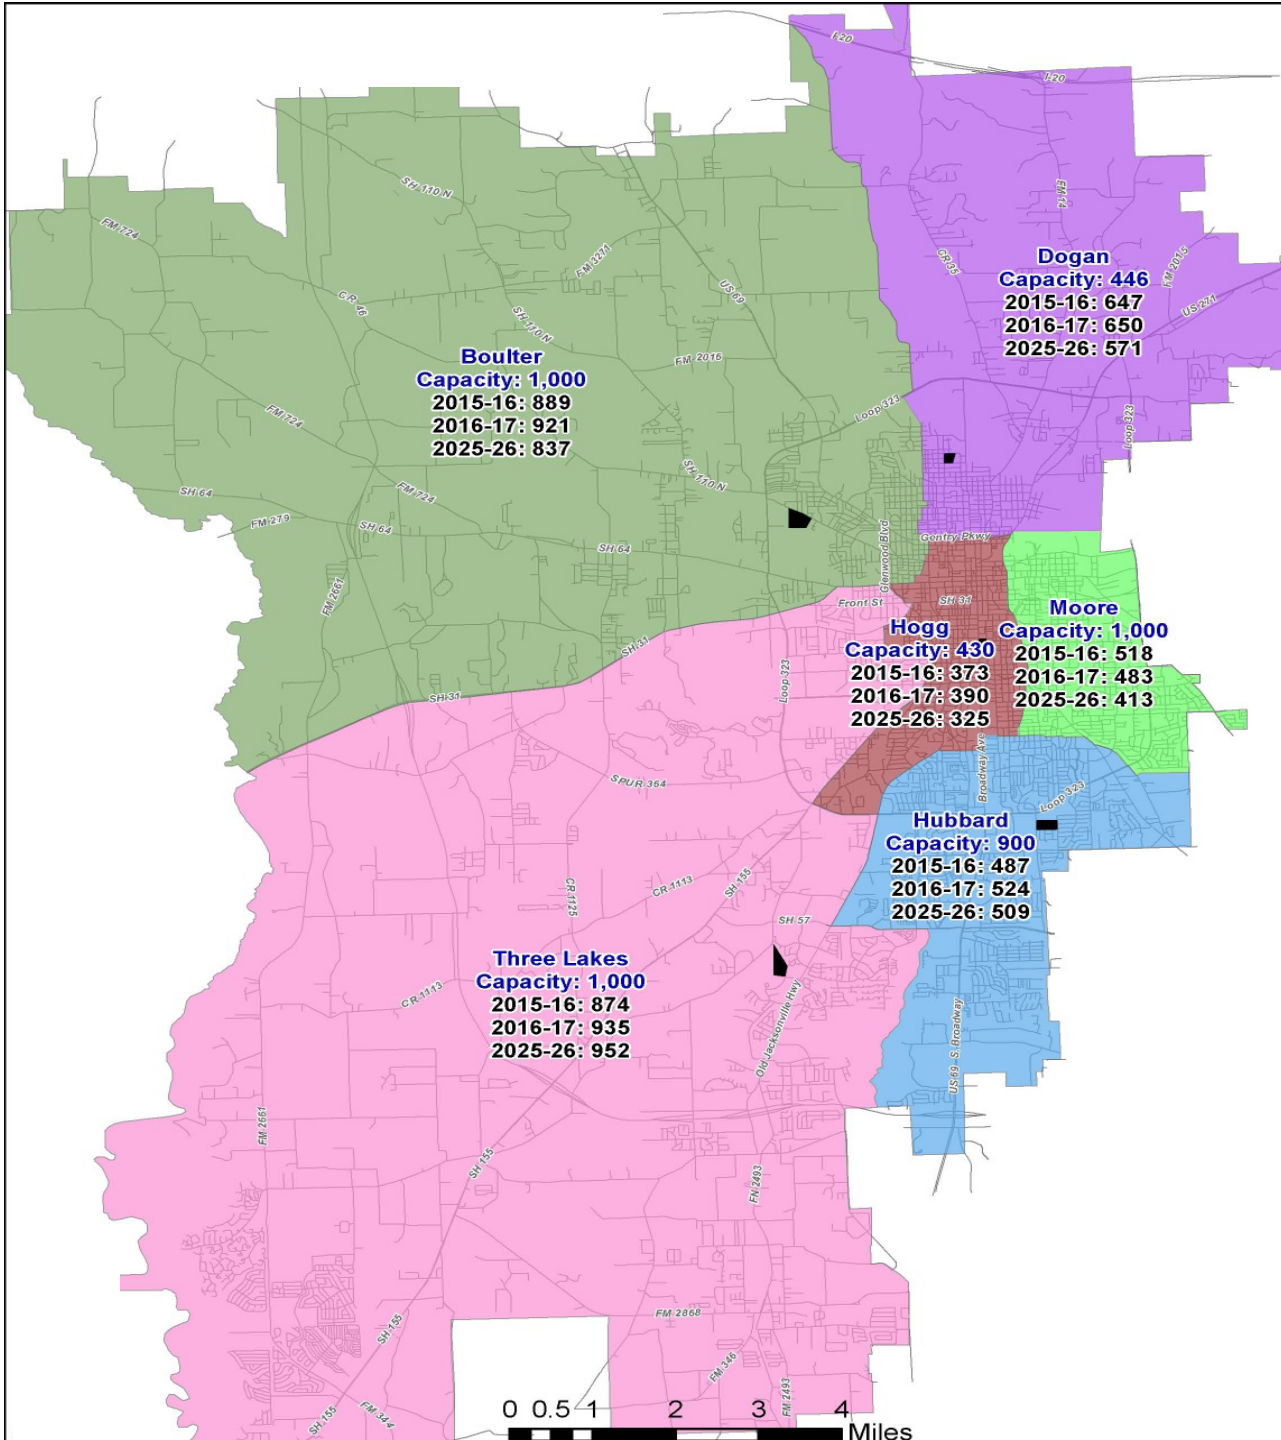 I-20
I-20
SH 110 N
FM 14
FM 724
FM 3271
CR 35
FM 2015
Dogan
Capacity: 446
2015-16: 647
2016-17: 650
2025-26: 571
US 69
US 271
CR 46
SH 110 N
FM 2015
Boulter
Capacity: 1,000
2015-16: 889
2016-17: 921
2025-26: 837
Loop 323
FM 724
Loop 323
SH 110 N
FM 724
SH 64
FM 279
SH 64
SH 64
Glenwood Blvd
Gentry Pkwy
FM 2661
Front St
SH 31
Moore
Capacity: 1,000
2015-16: 518
2016-17: 483
2025-26: 413
Hogg
Capacity: 430
2015-16: 373
2016-17: 390
2025-26: 325
SH 31
Loop 323
SH 31
Broadway Ave
SPUR 364
Loop 323
Hubbard
Capacity: 900
2015-16: 487
2016-17: 524
2025-26: 509
CR 1125
CR 1113
SH 155
SH 57
Three Lakes
Capacity: 1,000
2015-16: 874
2016-17: 935
2025-26: 952
CR 1113
Old Jacksonville Hwy
US 69 - S. Broadway
FM 2661
SH 155
FN 2493
FM 2868
SH 155
FM 346
FM 2493
FM 344
SH 155
0 0.5 1 2 3 4
Miles